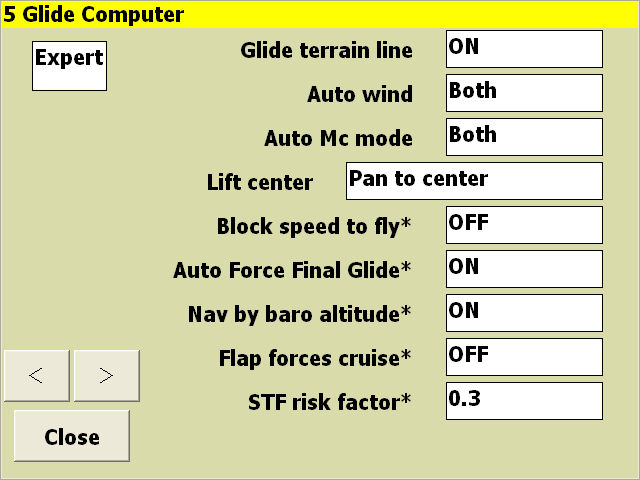 5 Glide Computer
Expert
Glide terrain line ON
Auto wind Both
Auto Mc mode Both
Lift center Pan to center
Block speed to fly* OFF
Auto Force Final Glide* ON
Nav by baro altitude* ON
Flap forces cruise* OFF
STF risk factor* 0.3
< >
Close